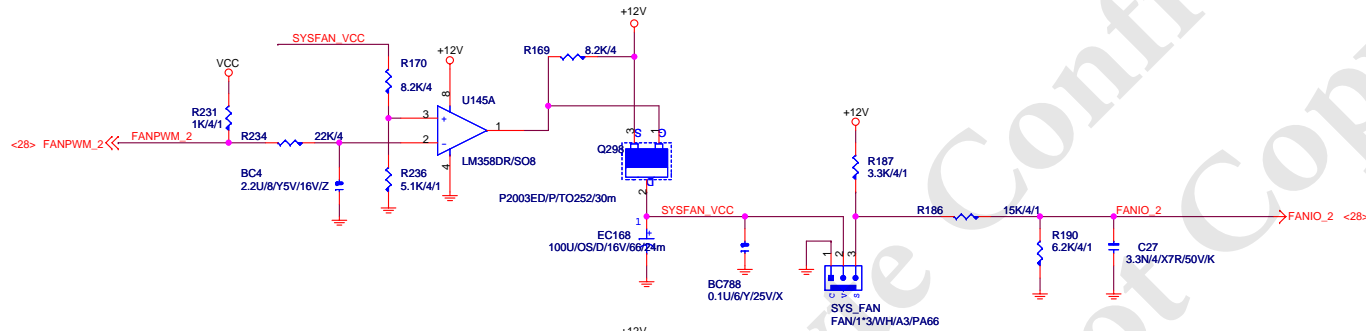 +12V
SYSFAN_VCC
+12V
R169
8.2K/4
VCC
R170
8.2K/4
U145A
8
3
+
1
2
-
4
LM358DR/SO8
R231
1K/4/1
<28> FANPWM_2
FANPWM_2
R234
22K/4
BC4
2.2U/8/Y5V/16V/Z
R236
5.1K/4/1
3
1
S
G
Q298
D
2
P2003ED/P/TO252/30m
SYSFAN_VCC
1
+
EC168
100U/OS/D/16V/66/24m
BC788
0.1U/6/Y/25V/X
+12V
R187
3.3K/4/1
R186
15K/4/1
FANIO_2
FANIO_2 <28>
R190
6.2K/4/1
C27
3.3N/4/X7R/50V/K
1
2
3
C
V
S
SYS_FAN
FAN/1*3/WH/A3/PA66
+12V